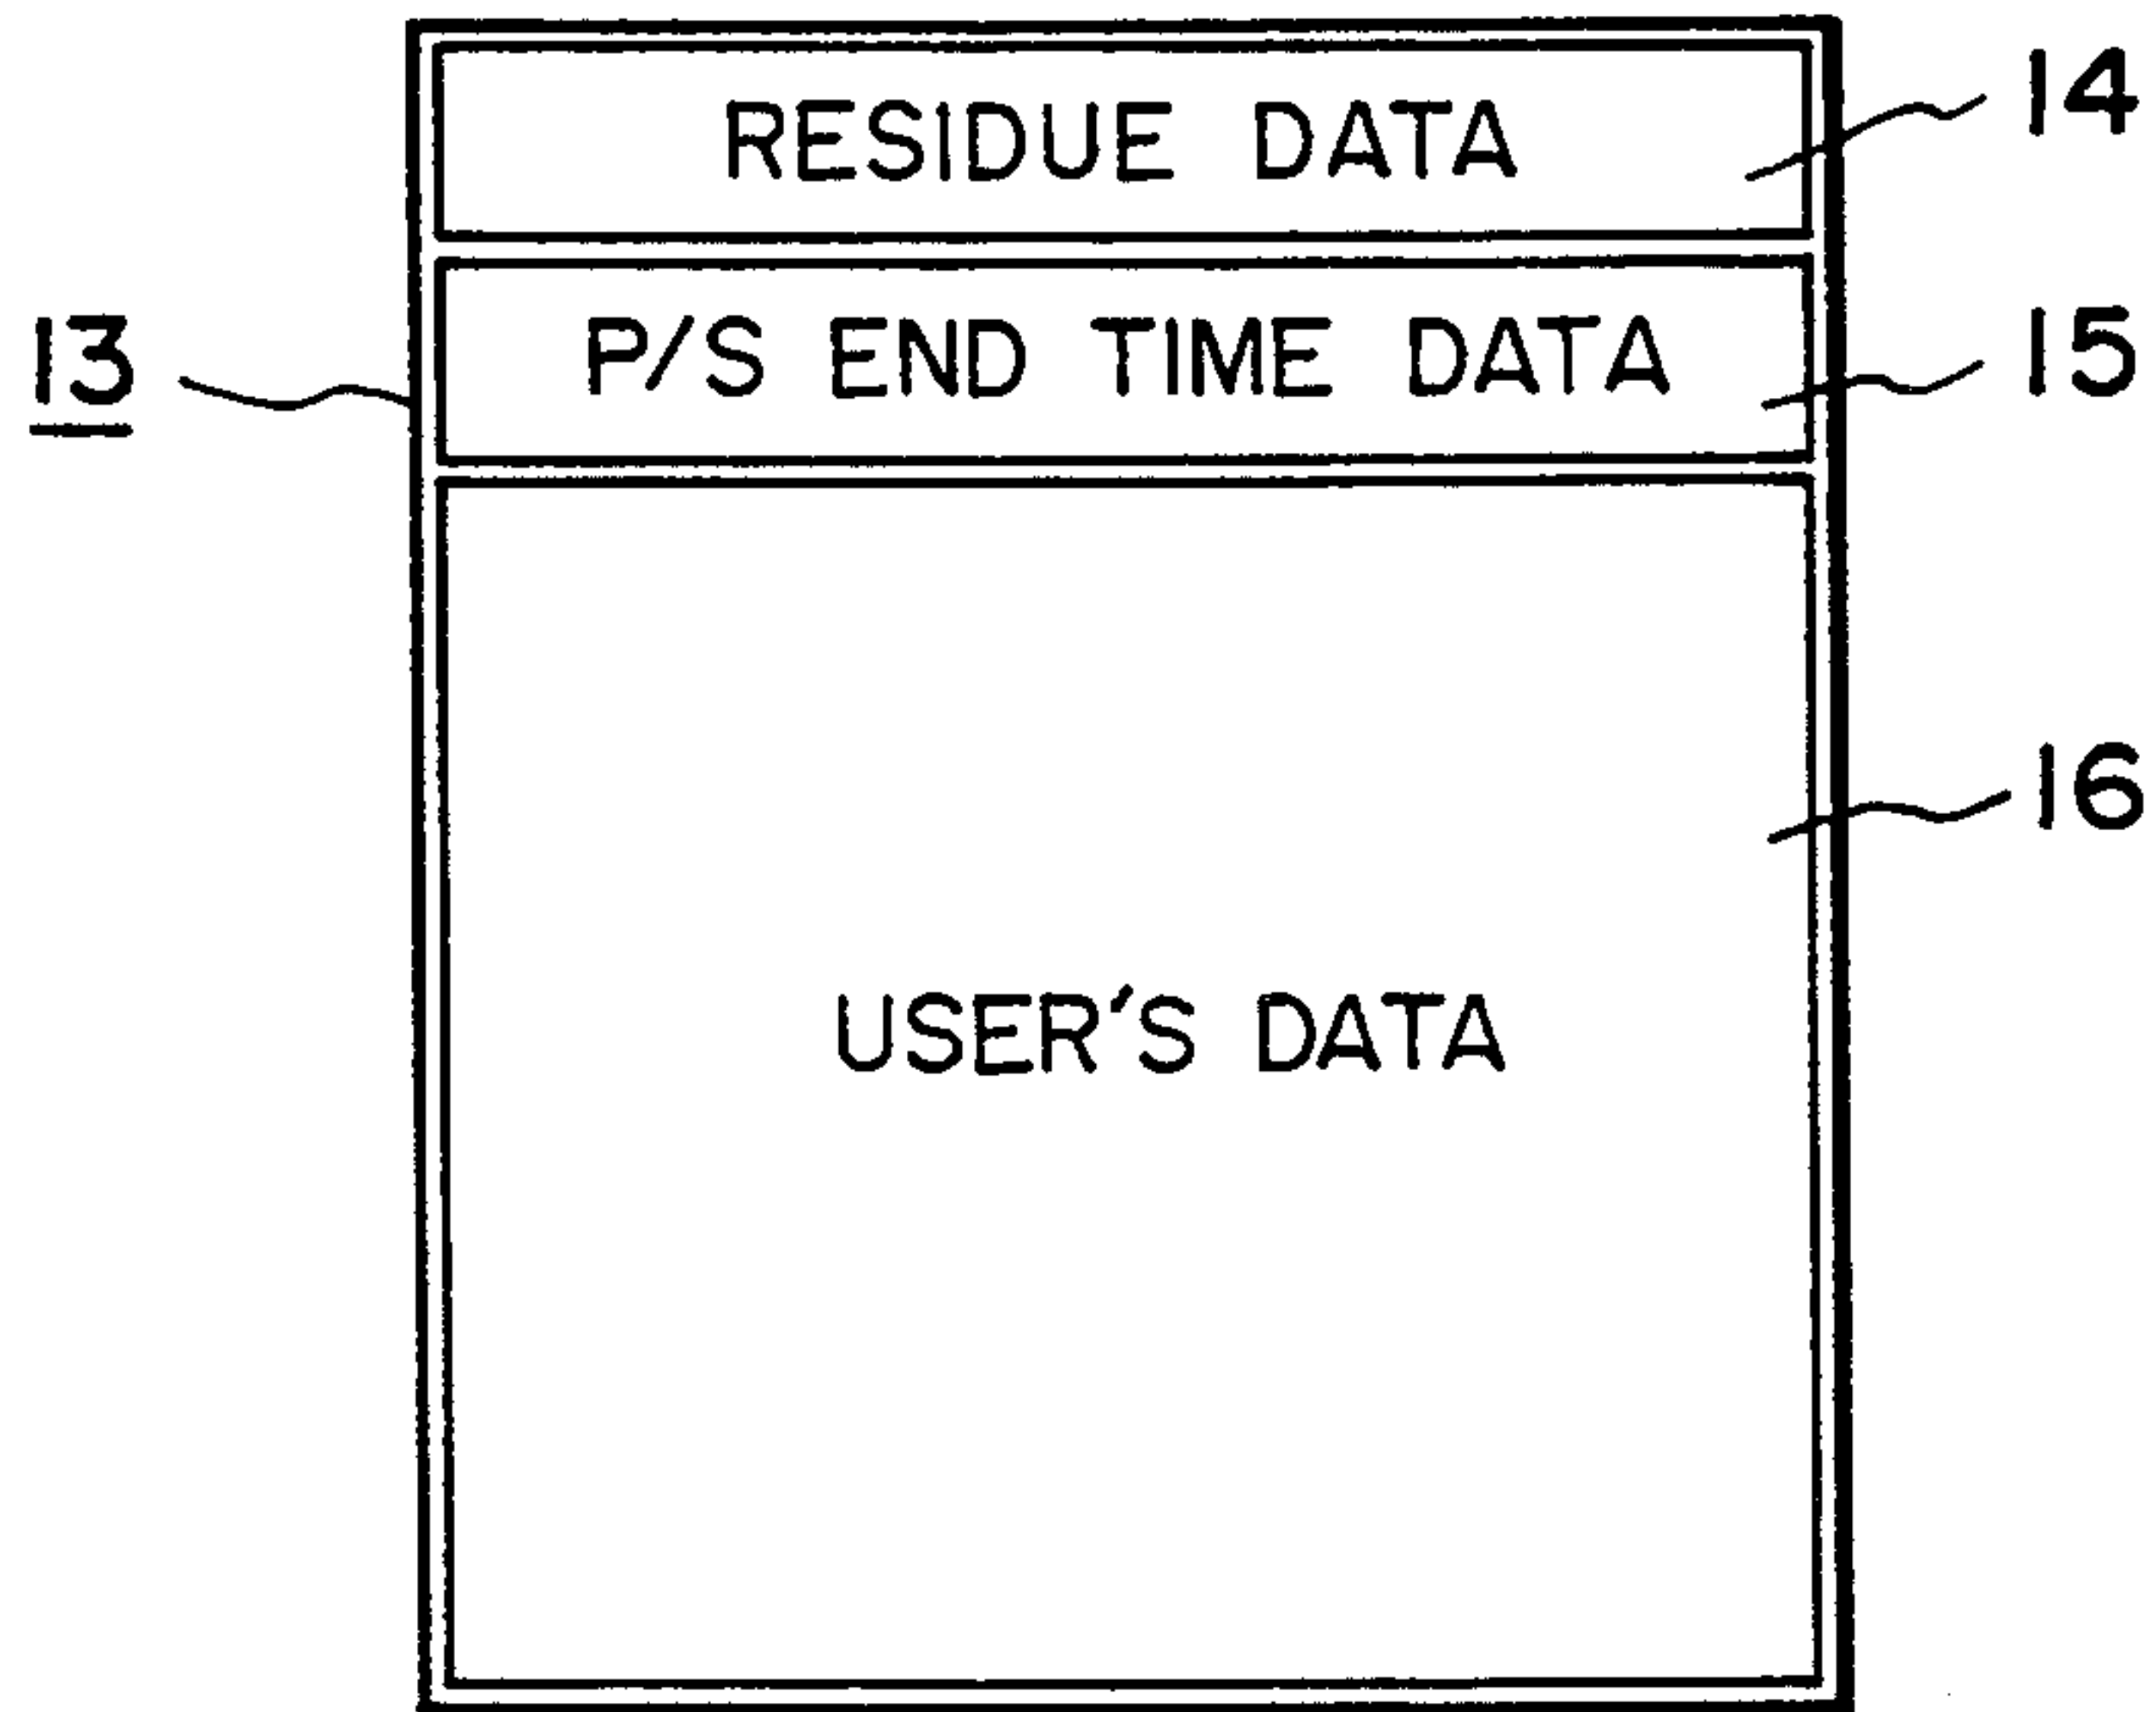 RESIDUE DATA
14
P/S END TIME DATA
13
15
16
USER'S DATA